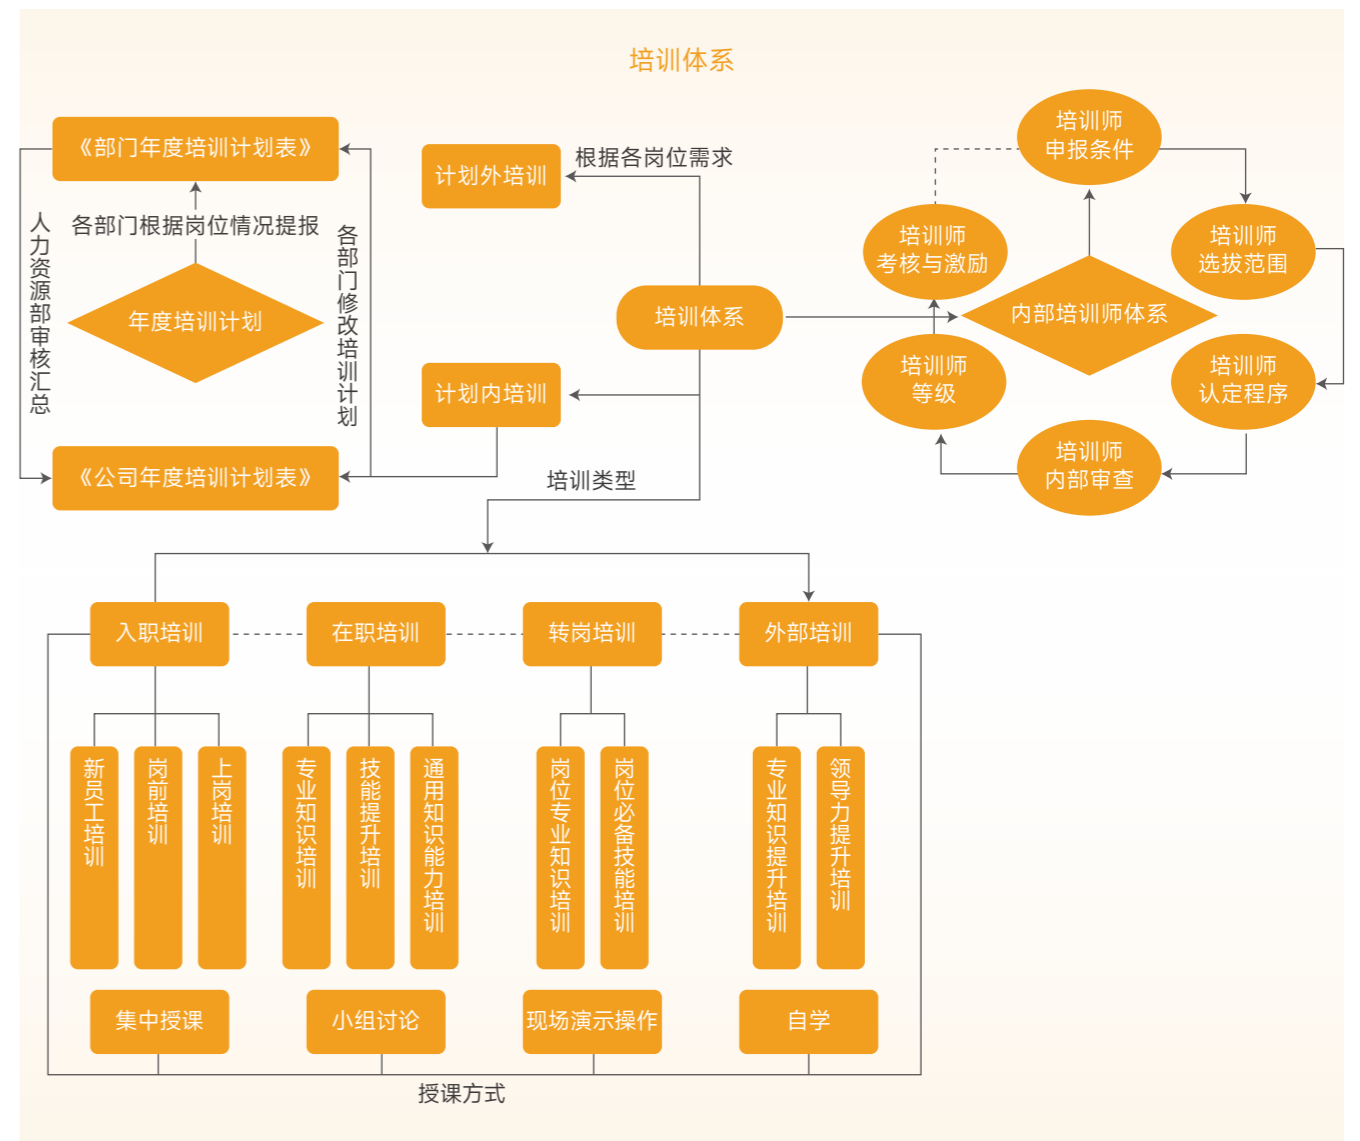 培训体系
《部门年度培训计划表》
人力资源部审核汇总
各部门根据岗位情况提报
年度培训计划
各部门修改培训计划
《公司年度培训计划表》
计划外培训
根据各岗位需求
培训体系
计划内培训
培训类型
培训师
申报条件
培训师
选拔范围
培训师
认定程序
培训师
内部审查
培训师
等级
培训师
考核与激励
内部培训师体系
入职培训
在职培训
转岗培训
外部培训
新员工培训
岗前培训
上岗培训
专业知识培训
技能提升培训
通用知识能力培训
岗位专业知识培训
岗位必备技能培训
专业知识提升培训
领导力提升培训
集中授课
小组讨论
现场演示操作
自学
授课方式